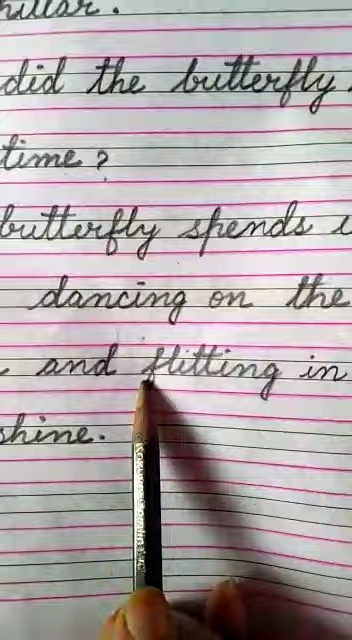 did the butterfly
time?
butterfly spends
dancing on the
and flitting in
shine.